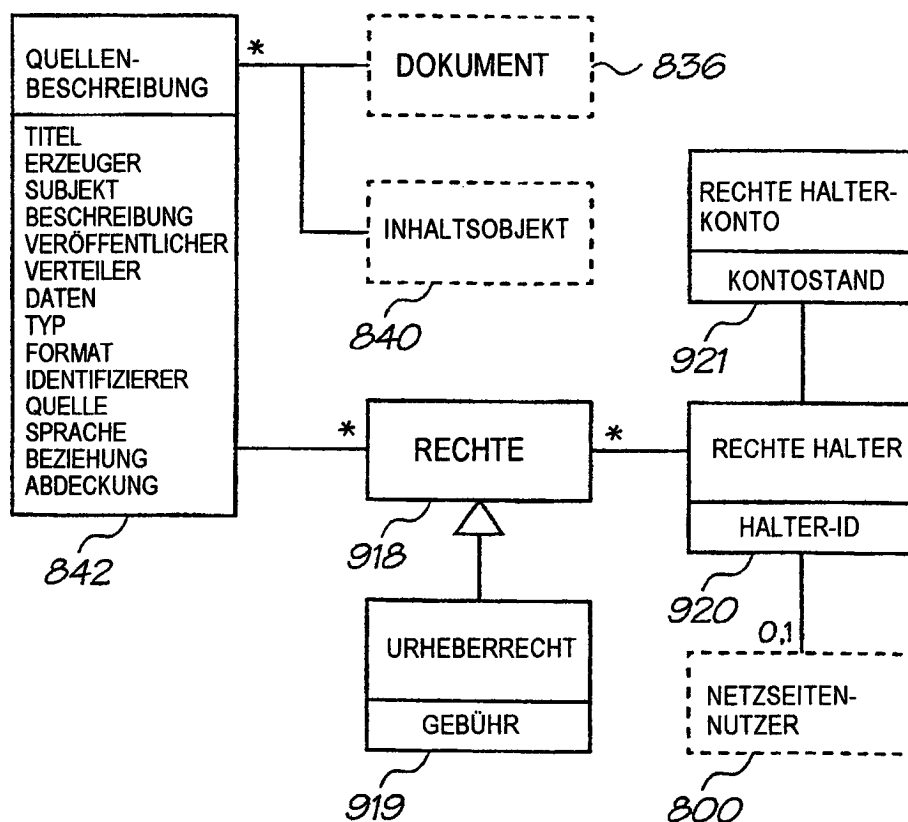 QUELLEN-
BESCHREIBUNG
TITEL
ERZEUGER
SUBJEKT
BESCHREIBUNG
VERÖFFENTLICHER
VERTEILER
DATEN
TYP
FORMAT
IDENTIFIZIERER
QUELLE
SPRACHE
BEZIEHUNG
ABDECKUNG
842
*
DOKUMENT
836
INHALTSOBJEKT
840
RECHTE HALTER-
KONTO
KONTOSTAND
921
*
RECHTE
*
918
RECHTE HALTER
HALTER-ID
920
URHEBERRECHT
GEBÜHR
919
0,1
NETZSEITEN-
NUTZER
800